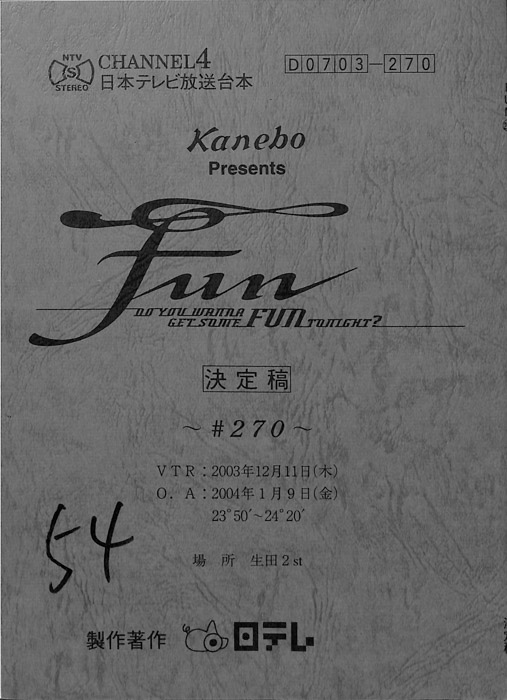 NTV
S
STEREO
CHANNEL4
日本テレビ放送台本
D0703-270
Kanebo
Presents
Fun
DO YOU WANNA
GET SOME FUN TONIGHT?
決定稿
～#270～
VTR：2003年12月11日(木)
O. A：2004年1月9日(金)
23°50′～24°20′
場 所 生田2st
54
製作著作 日テレ